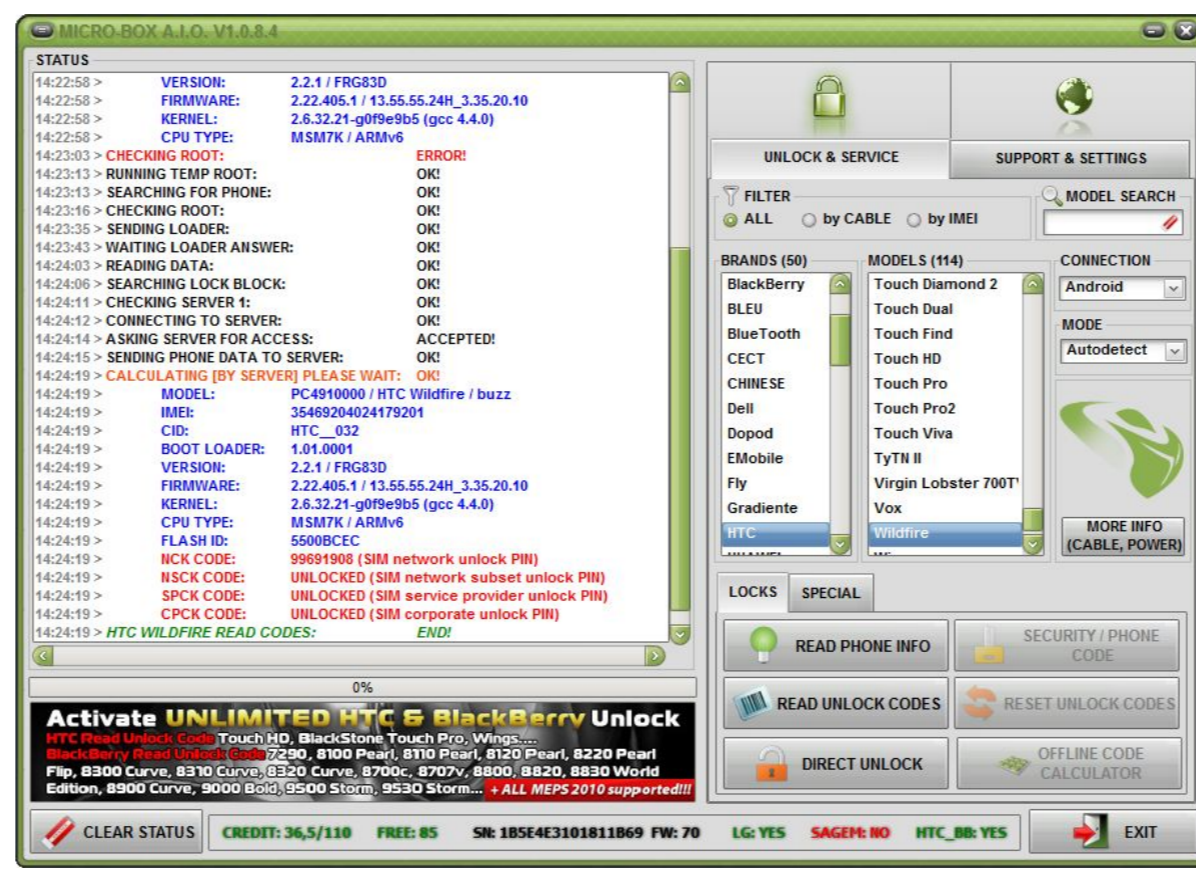 MICRO-BOX A.I.O. V1.0.8.4
STATUS
14:22:58 > VERSION: 2.2.1 / FRG83D
14:22:58 > FIRMWARE: 2.22.405.1 / 13.55.55.24H_3.35.20.10
14:22:58 > KERNEL: 2.6.32.21-g0f9e9b5 (gcc 4.4.0)
14:22:58 > CPU TYPE: MSM7K / ARMv6
14:23:03 > CHECKING ROOT: ERROR!
14:23:13 > RUNNING TEMP ROOT: OK!
14:23:13 > SEARCHING FOR PHONE: OK!
14:23:16 > CHECKING ROOT: OK!
14:23:35 > SENDING LOADER: OK!
14:23:43 > WAITING LOADER ANSWER: OK!
14:24:03 > READING DATA: OK!
14:24:06 > SEARCHING LOCK BLOCK: OK!
14:24:11 > CHECKING SERVER 1: OK!
14:24:12 > CONNECTING TO SERVER: OK!
14:24:14 > ASKING SERVER FOR ACCESS: ACCEPTED!
14:24:15 > SENDING PHONE DATA TO SERVER: OK!
14:24:19 > CALCULATING [BY SERVER] PLEASE WAIT: OK!
14:24:19 > MODEL: PC4910000 / HTC Wildfire / buzz
14:24:19 > IMEI: 35469204024179201
14:24:19 > CID: HTC__032
14:24:19 > BOOT LOADER: 1.01.0001
14:24:19 > VERSION: 2.2.1 / FRG83D
14:24:19 > FIRMWARE: 2.22.405.1 / 13.55.55.24H_3.35.20.10
14:24:19 > KERNEL: 2.6.32.21-g0f9e9b5 (gcc 4.4.0)
14:24:19 > CPU TYPE: MSM7K / ARMv6
14:24:19 > FLASH ID: 5500BCEC
14:24:19 > NCK CODE: 99691908 (SIM network unlock PIN)
14:24:19 > NSCK CODE: UNLOCKED (SIM network subset unlock PIN)
14:24:19 > SPCK CODE: UNLOCKED (SIM service provider unlock PIN)
14:24:19 > CPCK CODE: UNLOCKED (SIM corporate unlock PIN)
14:24:19 > HTC WILDFIRE READ CODES: END!
0%
Activate UNLIMITED HTC & BlackBerry Unlock
HTC Read Unlock Code Touch HD, BlackStone Touch Pro, Wings....
BlackBerry Read Unlock Code 7290, 8100 Pearl, 8110 Pearl, 8120 Pearl, 8220 Pearl
Flip, 8300 Curve, 8310 Curve, 8320 Curve, 8700c, 8707v, 8800, 8820, 8830 World
Edition, 8900 Curve, 9000 Bold, 9500 Storm, 9530 Storm... + ALL MEPS 2010 supported!!!
UNLOCK & SERVICE
SUPPORT & SETTINGS
FILTER
ALL by CABLE by IMEI
MODEL SEARCH
BRANDS (50)
BlackBerry
BLEU
BlueTooth
CECT
CHINESE
Dell
Dopod
EMobile
Fly
Gradiente
HTC
MODELS (114)
Touch Diamond 2
Touch Dual
Touch Find
Touch HD
Touch Pro
Touch Pro2
Touch Viva
TyTN II
Virgin Lobster 700T
Vox
Wildfire
CONNECTION
Android
MODE
Autodetect
MORE INFO
(CABLE, POWER)
LOCKS SPECIAL
READ PHONE INFO
SECURITY / PHONE
CODE
READ UNLOCK CODES
RESET UNLOCK CODES
DIRECT UNLOCK
OFFLINE CODE
CALCULATOR
CLEAR STATUS
CREDIT: 36,5/110 FREE: 85 SN: 1B5E4E3101811B69 FW: 70 LG: YES SAGEM: NO HTC_BB: YES
EXIT